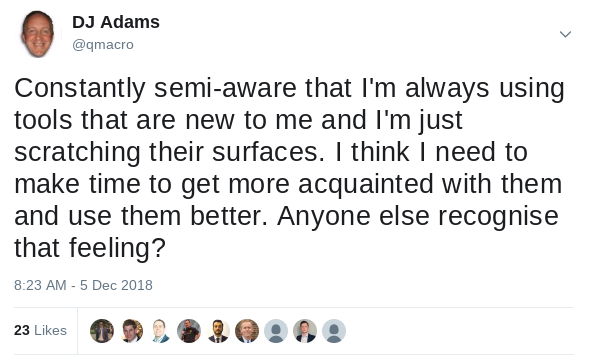 DJ Adams
@qmacro
Constantly semi-aware that I'm always using
tools that are new to me and I'm just
scratching their surfaces. I think I need to
make time to get more acquainted with them
and use them better. Anyone else recognise
that feeling?
8:23 AM - 5 Dec 2018
23 Likes